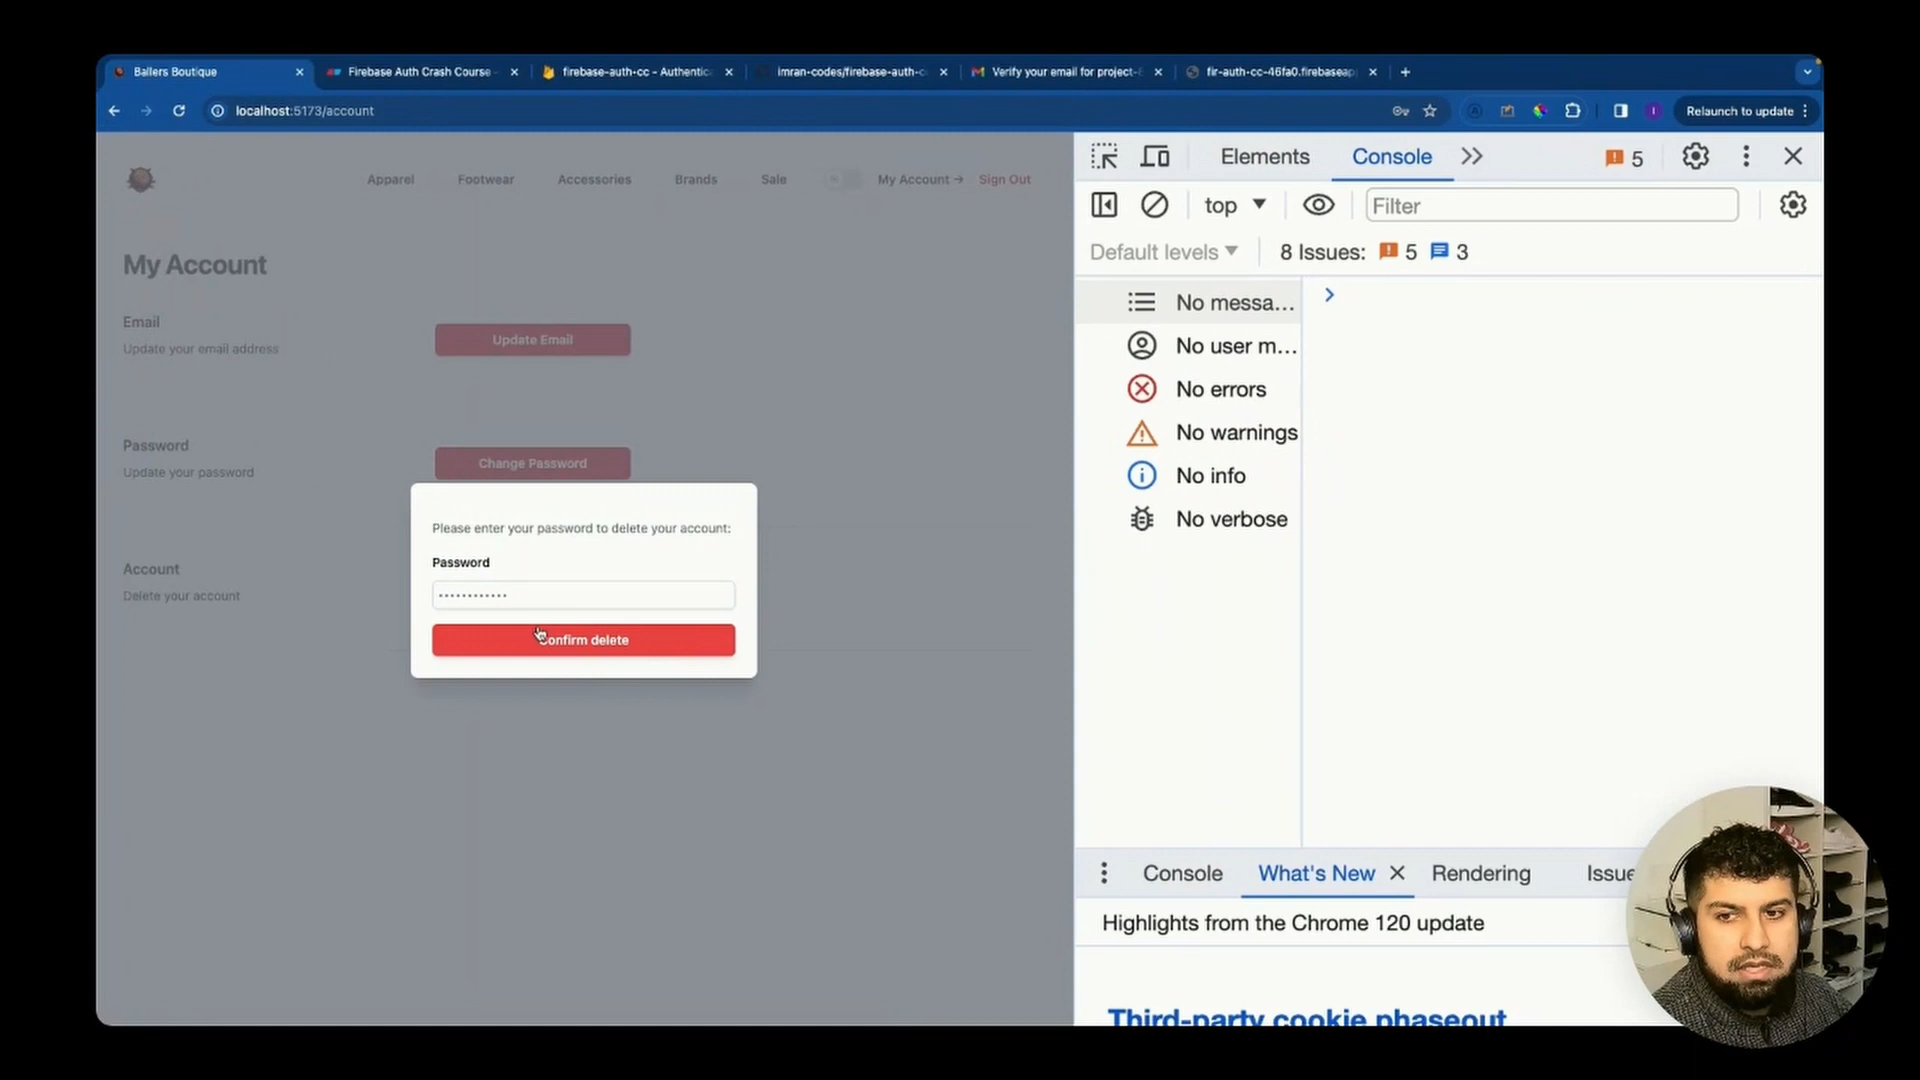 Ballers Boutique
Firebase Auth Crash Course
firebase-auth-cc - Authentic
imran-codes/firebase-auth-c
Verify your email for project-
fir-auth-cc-46fa0.firebaseap
localhost:5173/account
Relaunch to update
Apparel Footwear Accessories Brands Sale My Account → Sign Out
My Account
Email
Update your email address
Update Email
Password
Update your password
Change Password
Account
Delete your account
Please enter your password to delete your account:
Password
Confirm delete
Elements Console 5
top Filter
Default levels 8 Issues: 5 3
No messa...
No user m...
No errors
No warnings
No info
No verbose
Console What's New Rendering Issue
Highlights from the Chrome 120 update
Third-party cookie phaseout